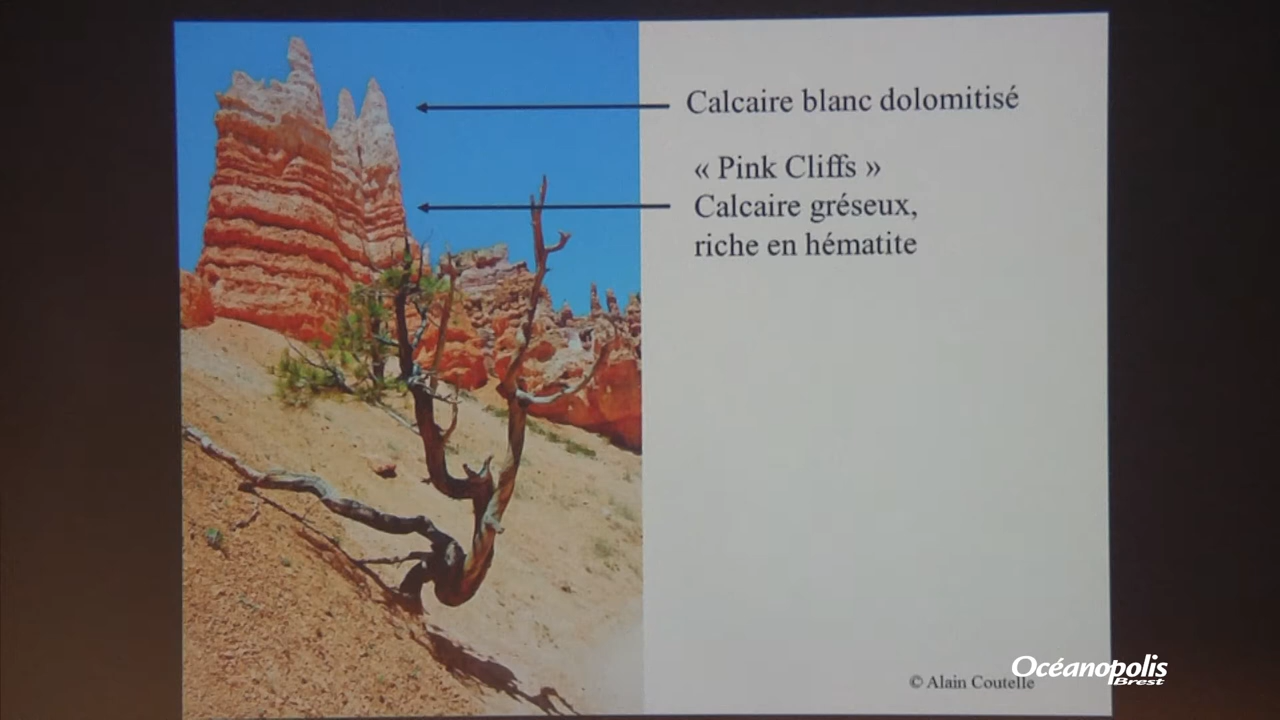 Calcaire blanc dolomitisé
« Pink Cliffs »
Calcaire gréseux,
riche en hématite
© Alain Coutelle
Océanopolis
Brest